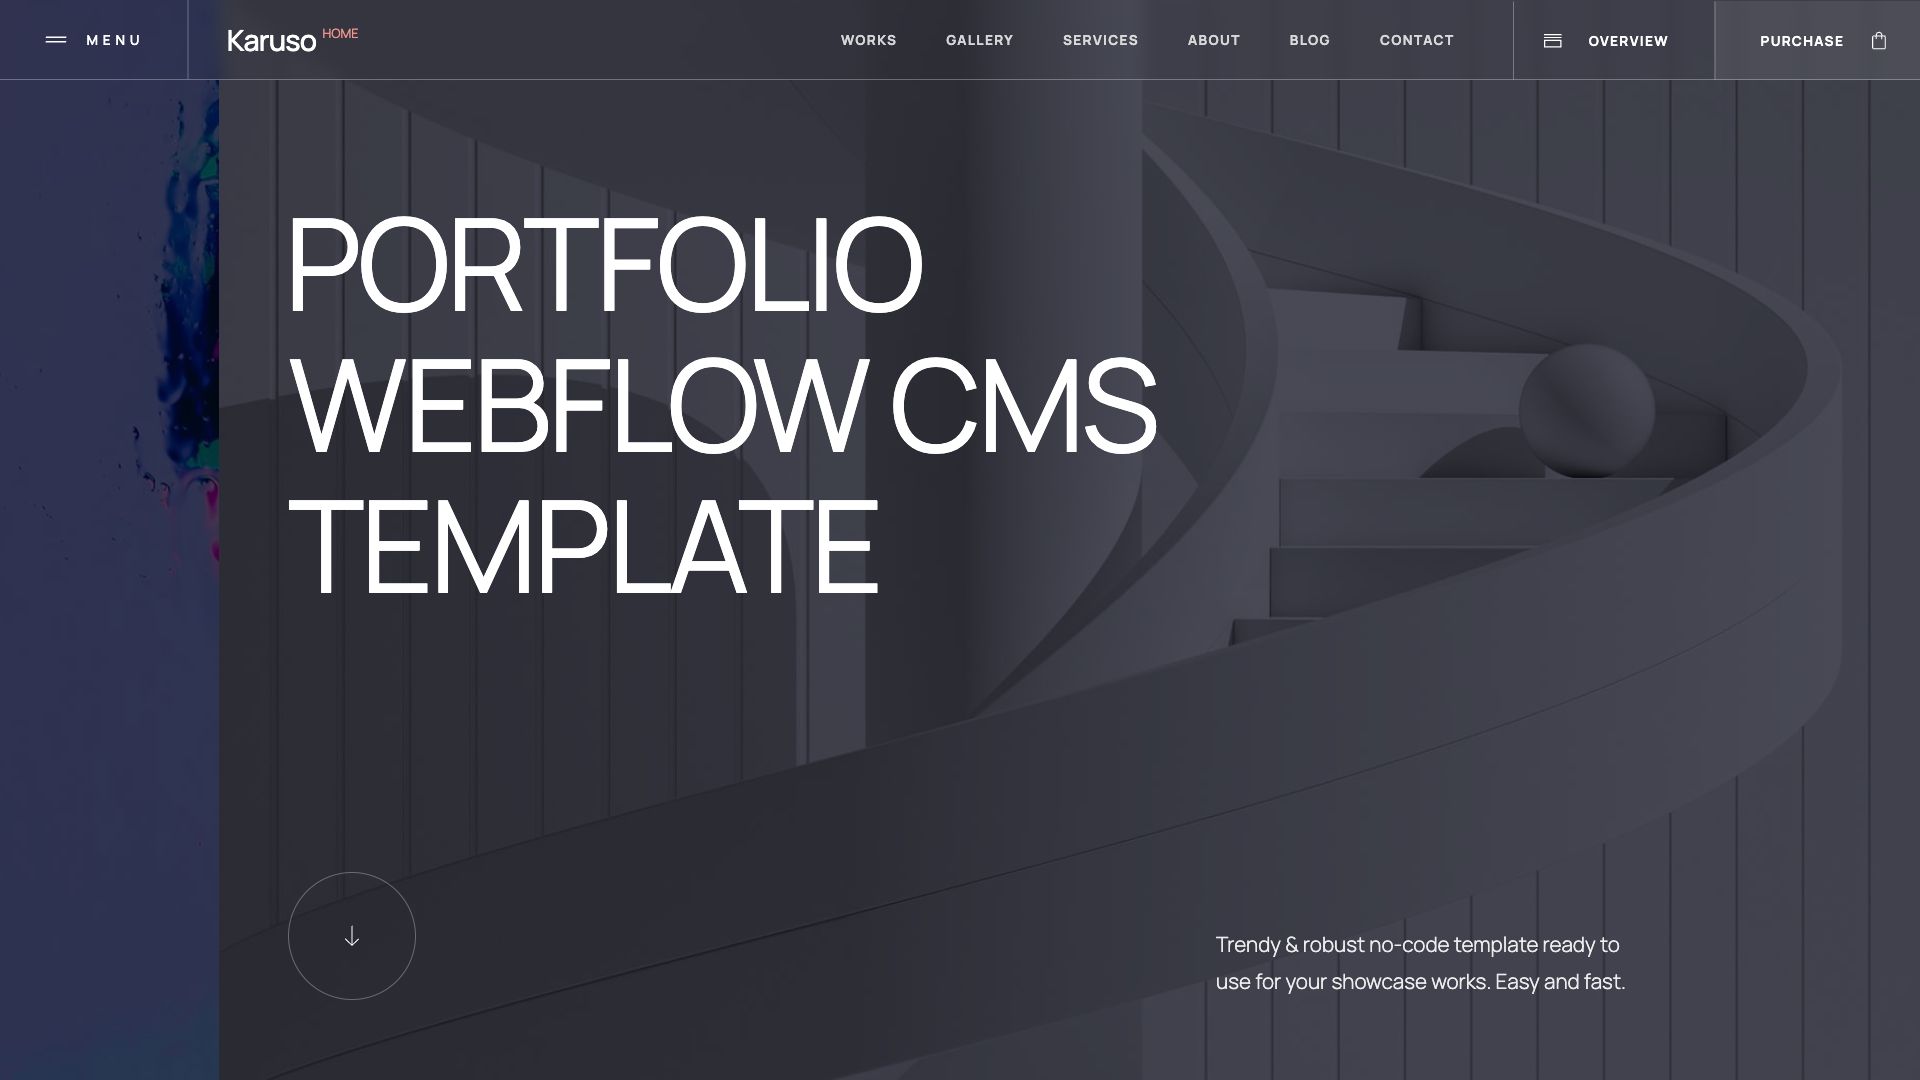 MENU
Karuso HOME
WORKS
GALLERY
SERVICES
ABOUT
BLOG
CONTACT
OVERVIEW
PURCHASE
PORTFOLIO
WEBFLOW CMS
TEMPLATE
Trendy & robust no-code template ready to
use for your showcase works. Easy and fast.